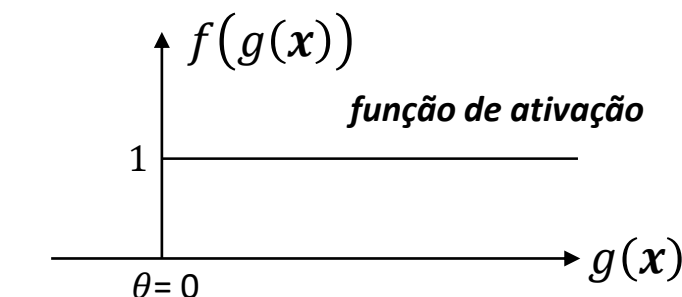 f(g(x))
função de ativação
1
g(x)
θ= 0